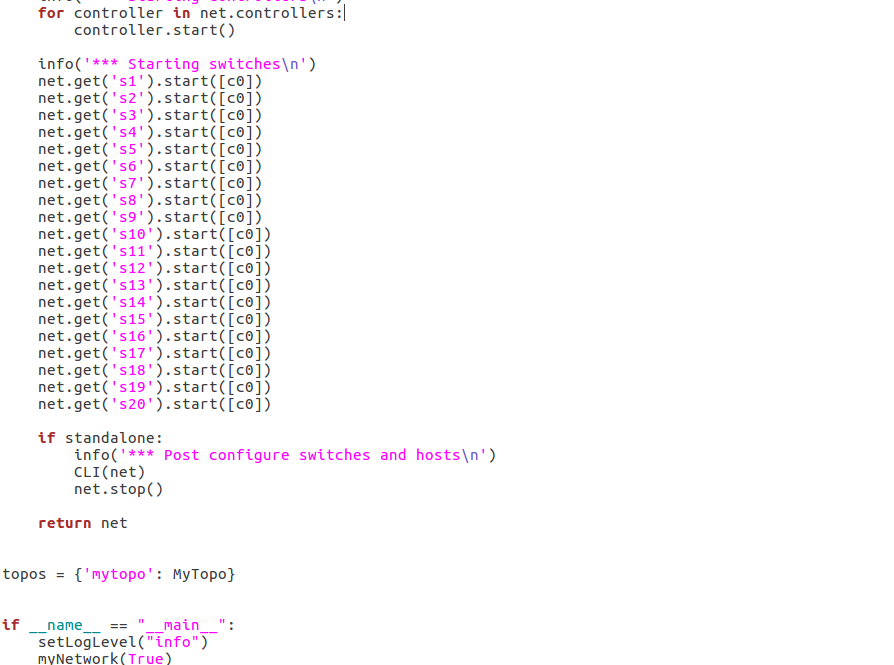 for controller in net.controllers:
controller.start()
info('*** Starting switches\n')
net.get('s1').start([c0])
net.get('s2').start([c0])
net.get('s3').start([c0])
net.get('s4').start([c0])
net.get('s5').start([c0])
net.get('s6').start([c0])
net.get('s7').start([c0])
net.get('s8').start([c0])
net.get('s9').start([c0])
net.get('s10').start([c0])
net.get('s11').start([c0])
net.get('s12').start([c0])
net.get('s13').start([c0])
net.get('s14').start([c0])
net.get('s15').start([c0])
net.get('s16').start([c0])
net.get('s17').start([c0])
net.get('s18').start([c0])
net.get('s19').start([c0])
net.get('s20').start([c0])
if standalone:
info('*** Post configure switches and hosts\n')
CLI(net)
net.stop()
return net
topos = {'mytopo': MyTopo}
if __name__ == "__main__":
setLogLevel("info")
myNetwork(True)